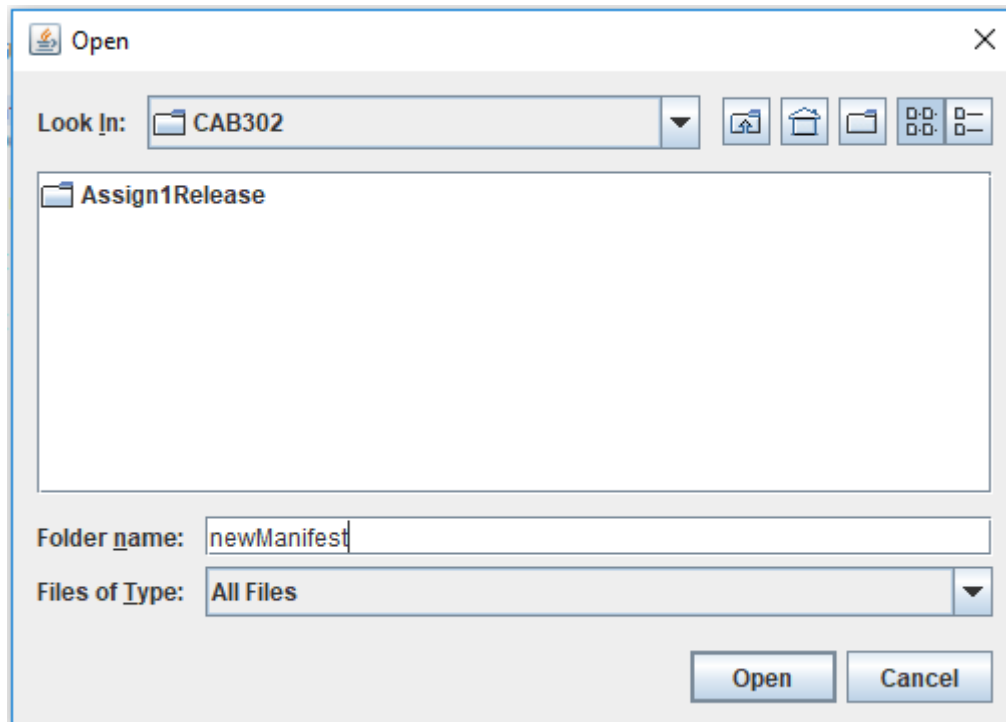 Open
Look In: CAB302
Assign1Release
Folder name: newManifest
Files of Type: All Files
Open Cancel